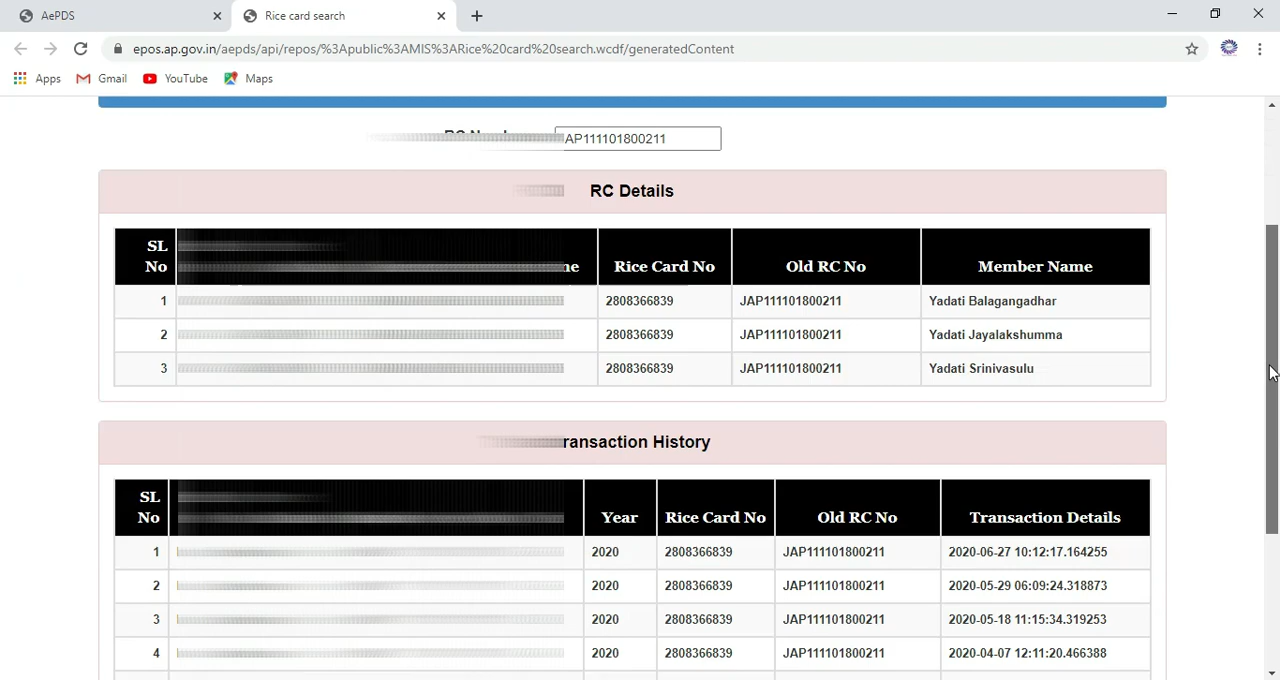 AePDS
Rice card search
epos.ap.gov.in/aepds/api/repos/%3Apublic%3AMIS%3ARice%20card%20search.wcdf/generatedContent
Apps Gmail YouTube Maps
AP111101800211
RC Details
SL No Rice Card No Old RC No Member Name
1 2808366839 JAP111101800211 Yadati Balagangadhar
2 2808366839 JAP111101800211 Yadati Jayalakshumma
3 2808366839 JAP111101800211 Yadati Srinivasulu
ransaction History
SL No Year Rice Card No Old RC No Transaction Details
1 2020 2808366839 JAP111101800211 2020-06-27 10:12:17.164255
2 2020 2808366839 JAP111101800211 2020-05-29 06:09:24.318873
3 2020 2808366839 JAP111101800211 2020-05-18 11:15:34.319253
4 2020 2808366839 JAP111101800211 2020-04-07 12:11:20.466388